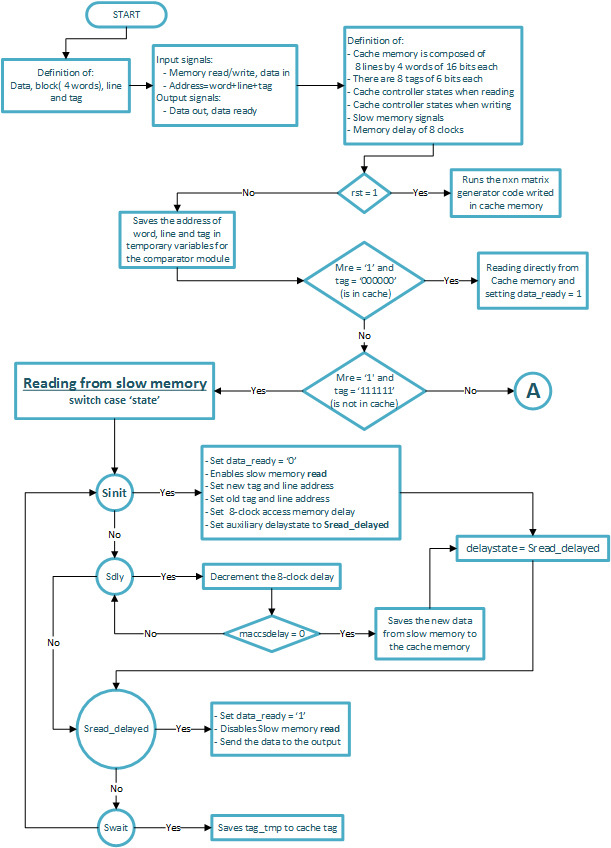 START
Definition of:
Data, block( 4 words), line
and tag
Input signals:
- Memory read/write, data in
- Address=word+line+tag
Output signals:
- Data out, data ready
Definition of:
- Cache memory is composed of
8 lines by 4 words of 16 bits each
- There are 8 tags of 6 bits each
- Cache controller states when reading
- Cache controller states when writing
- Slow memory signals
- Memory delay of 8 clocks
rst = 1
No
Yes
Runs the nxn matrix
generator code writed
in cache memory
Saves the address of
word, line and tag in
temporary variables for
the comparator module
Mre = ‘1’ and
tag = ‘000000’
(is in cache)
Yes
Reading directly from
Cache memory and
setting data_ready = 1
No
Mre = ‘1’ and
tag = ‘111111’
(is not in cache)
Yes
No
A
Reading from slow memory
switch case ‘state’
Sinit
Yes
- Set data_ready = ‘0’
- Enables slow memory read
- Set new tag and line address
- Set old tag and line address
- Set  8-clock access memory delay
- Set auxiliary delaystate to Sread_delayed
No
delaystate = Sread_delayed
Sdly
Yes
Decrement the 8-clock delay
No
maccsdelay = 0
No
Yes
Saves the new data
from slow memory to
the cache memory
Sread_delayed
Yes
- Set data_ready = ‘1’
- Disables Slow memory read
- Send the data to the output
No
Swait
Yes
Saves tag_tmp to cache tag